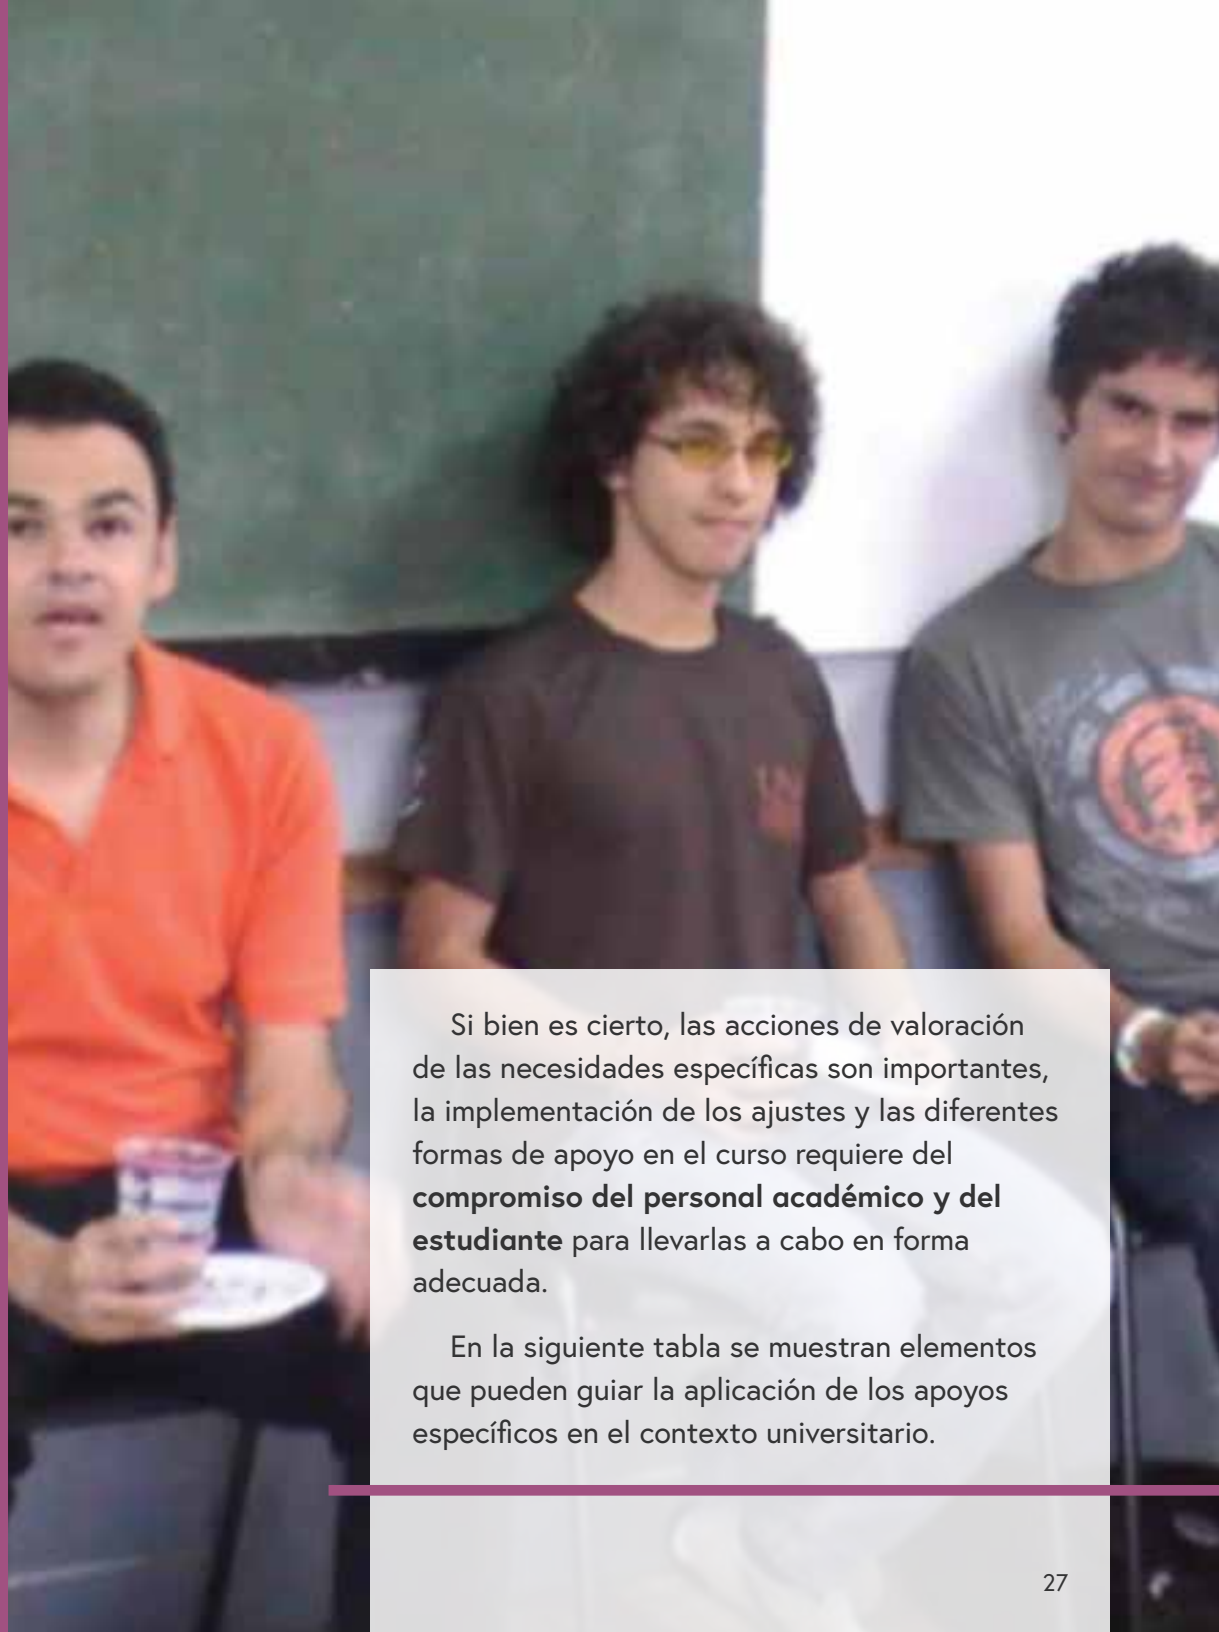 Si bien es cierto, las acciones de valoración
de las necesidades específicas son importantes,
la implementación de los ajustes y las diferentes
formas de apoyo en el curso requiere del
compromiso del personal académico y del
estudiante para llevarlas a cabo en forma
adecuada.
En la siguiente tabla se muestran elementos
que pueden guiar la aplicación de los apoyos
específicos en el contexto universitario.
27